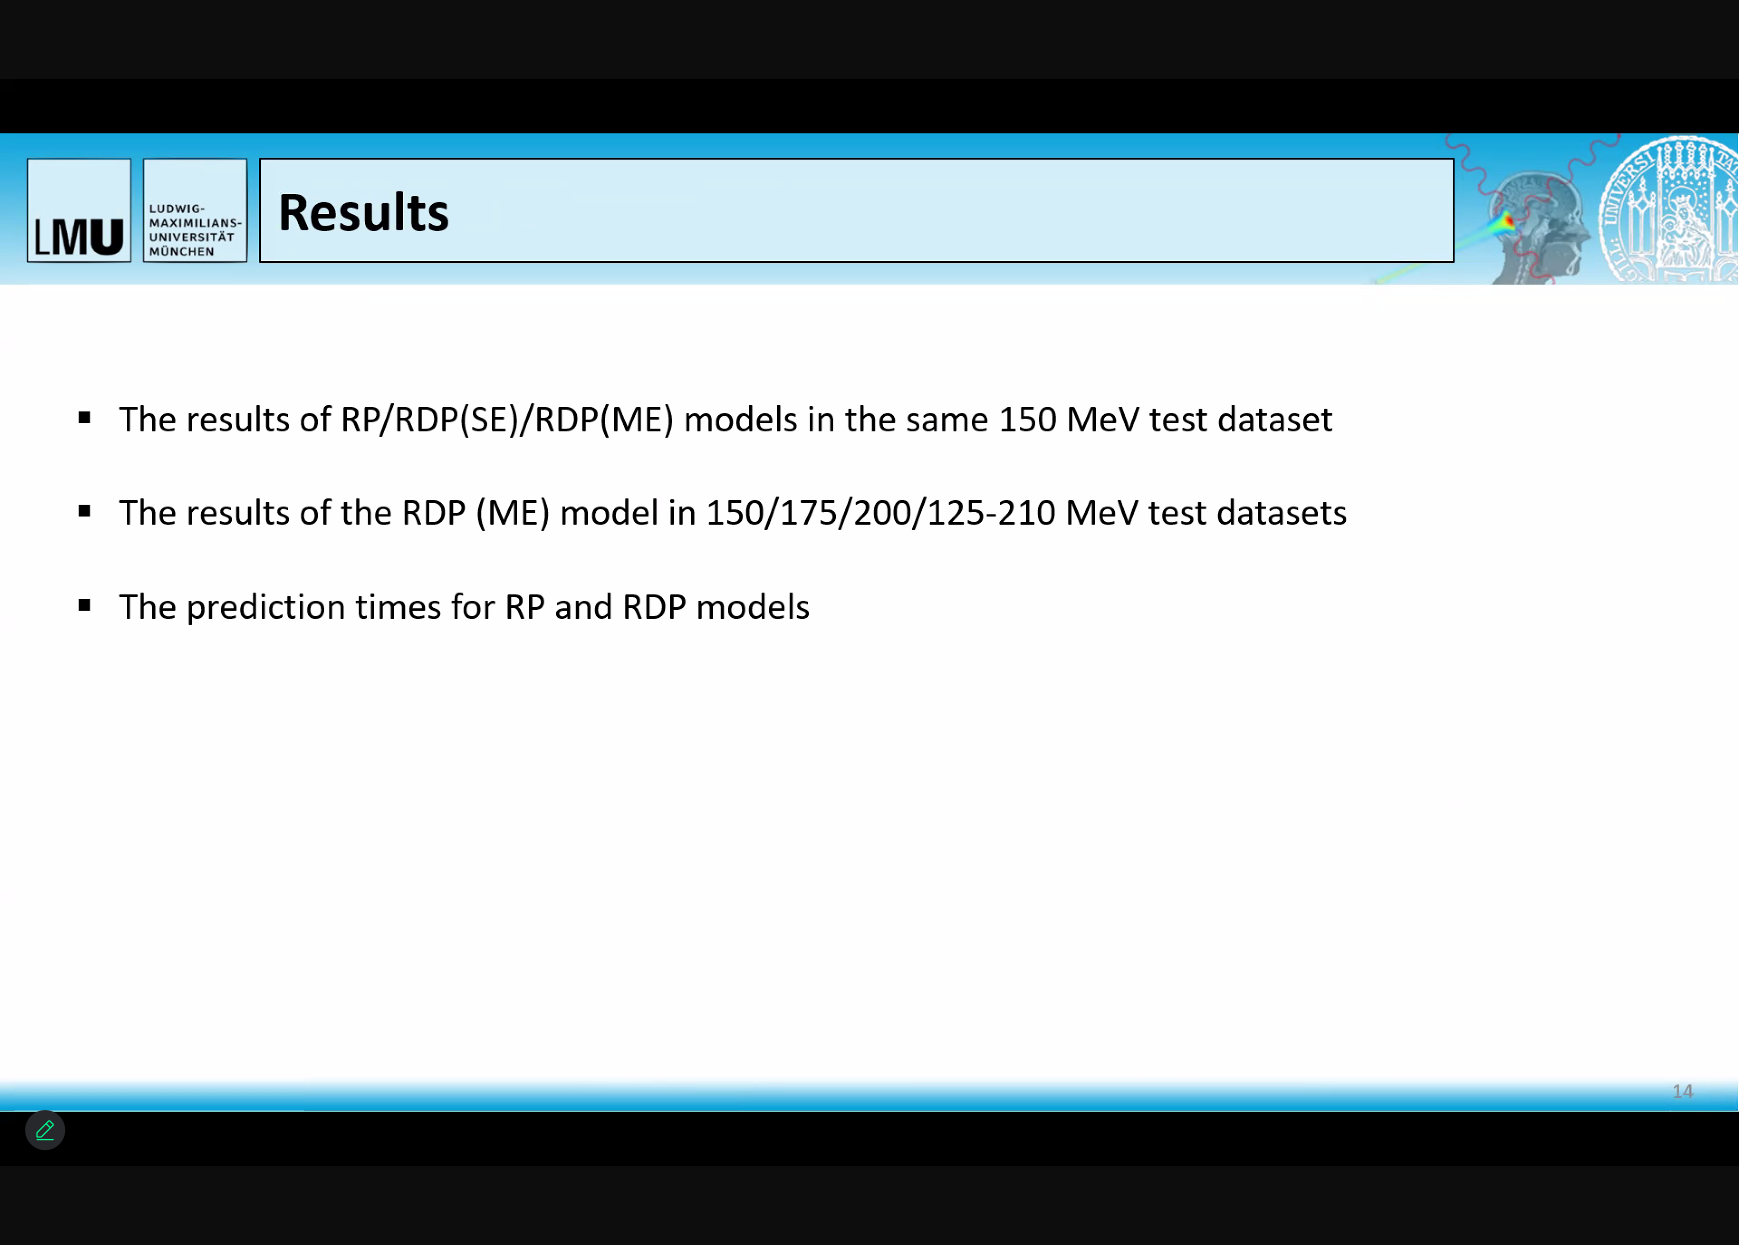 LMU
LUDWIG-
MAXIMILIANS-
UNIVERSITÄT
MÜNCHEN
Results
▪ The results of RP/RDP(SE)/RDP(ME) models in the same 150 MeV test dataset
▪ The results of the RDP (ME) model in 150/175/200/125-210 MeV test datasets
▪ The prediction times for RP and RDP models
14